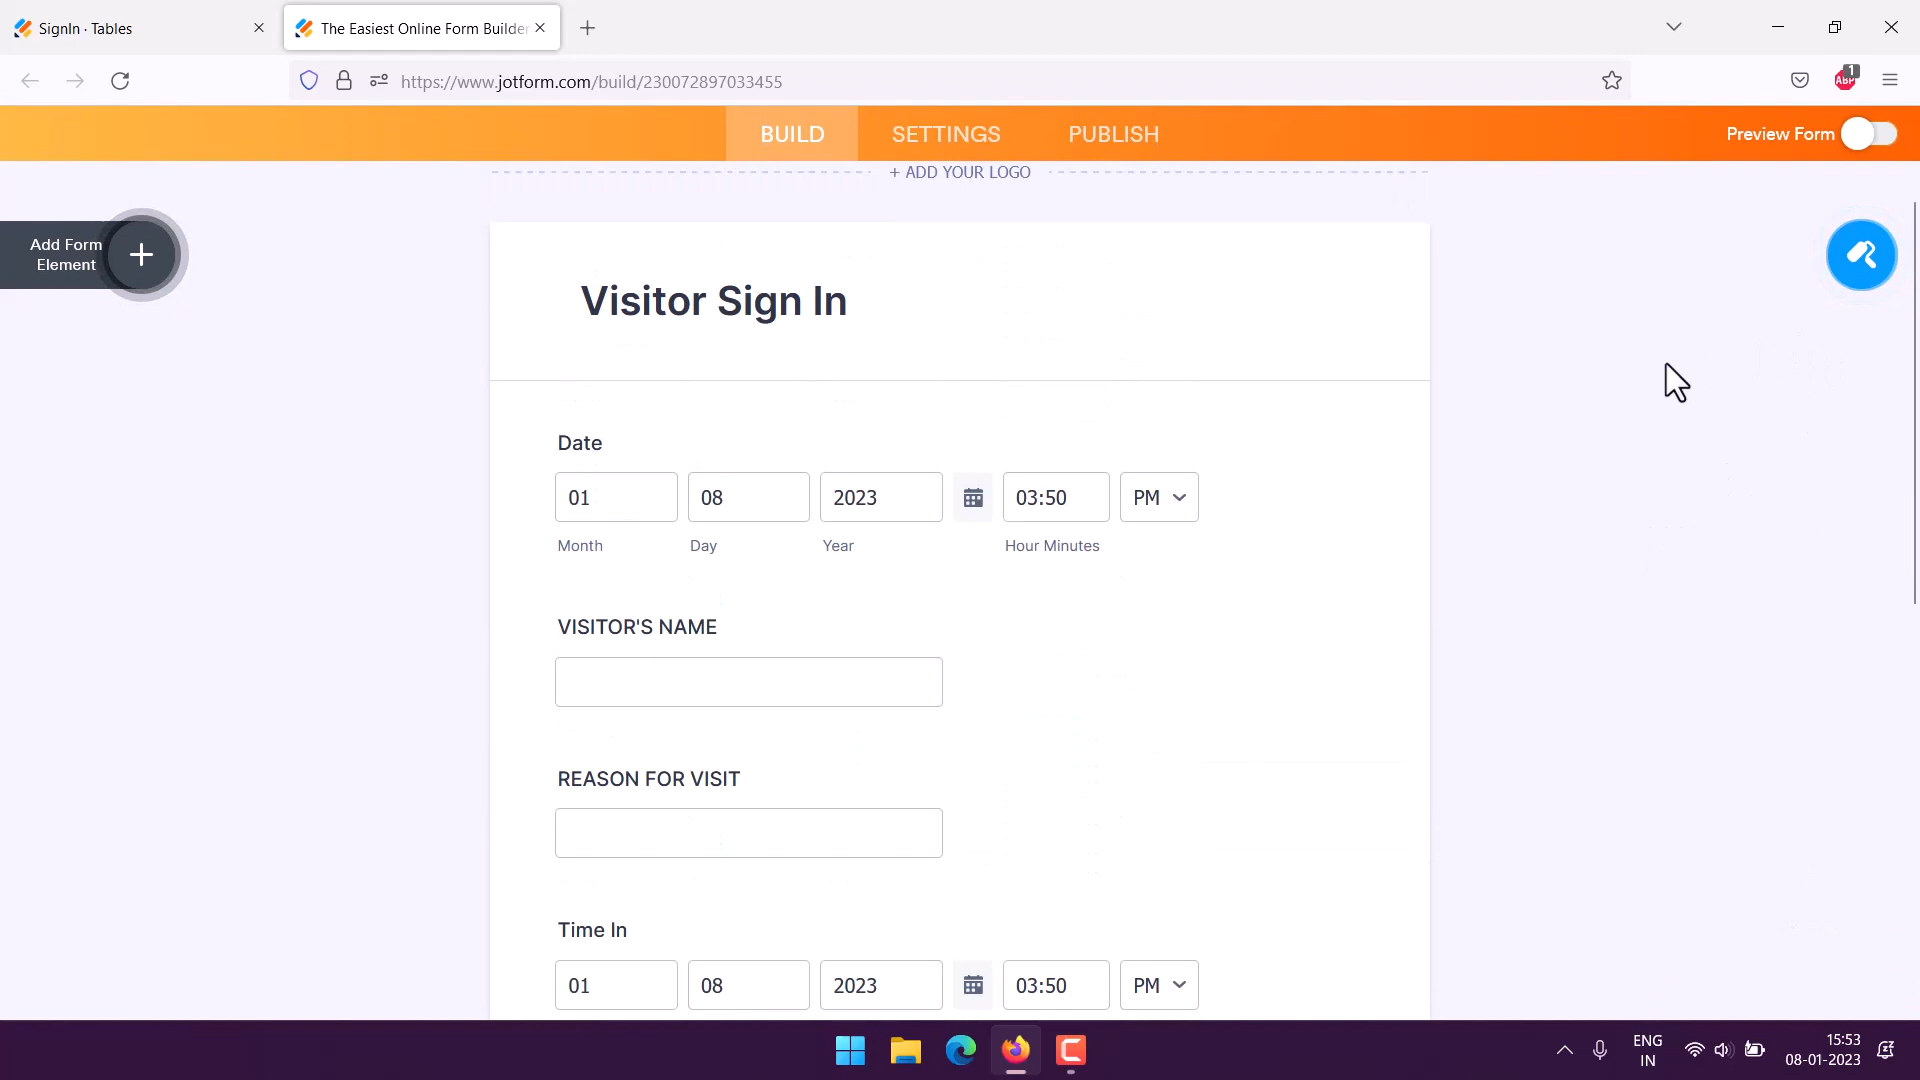 SignIn · Tables
The Easiest Online Form Builder
https://www.jotform.com/build/230072897033455
1
ABP
BUILD
SETTINGS
PUBLISH
Preview Form
+ ADD YOUR LOGO
Add Form
Element
Visitor Sign In
Date
01
08
2023
03:50
PM
Month
Day
Year
Hour Minutes
VISITOR'S NAME
REASON FOR VISIT
Time In
01
08
2023
03:50
PM
ENG
IN
15:53
08-01-2023